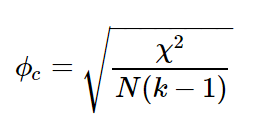 ϕ_c = √(χ² / (N(k − 1)))